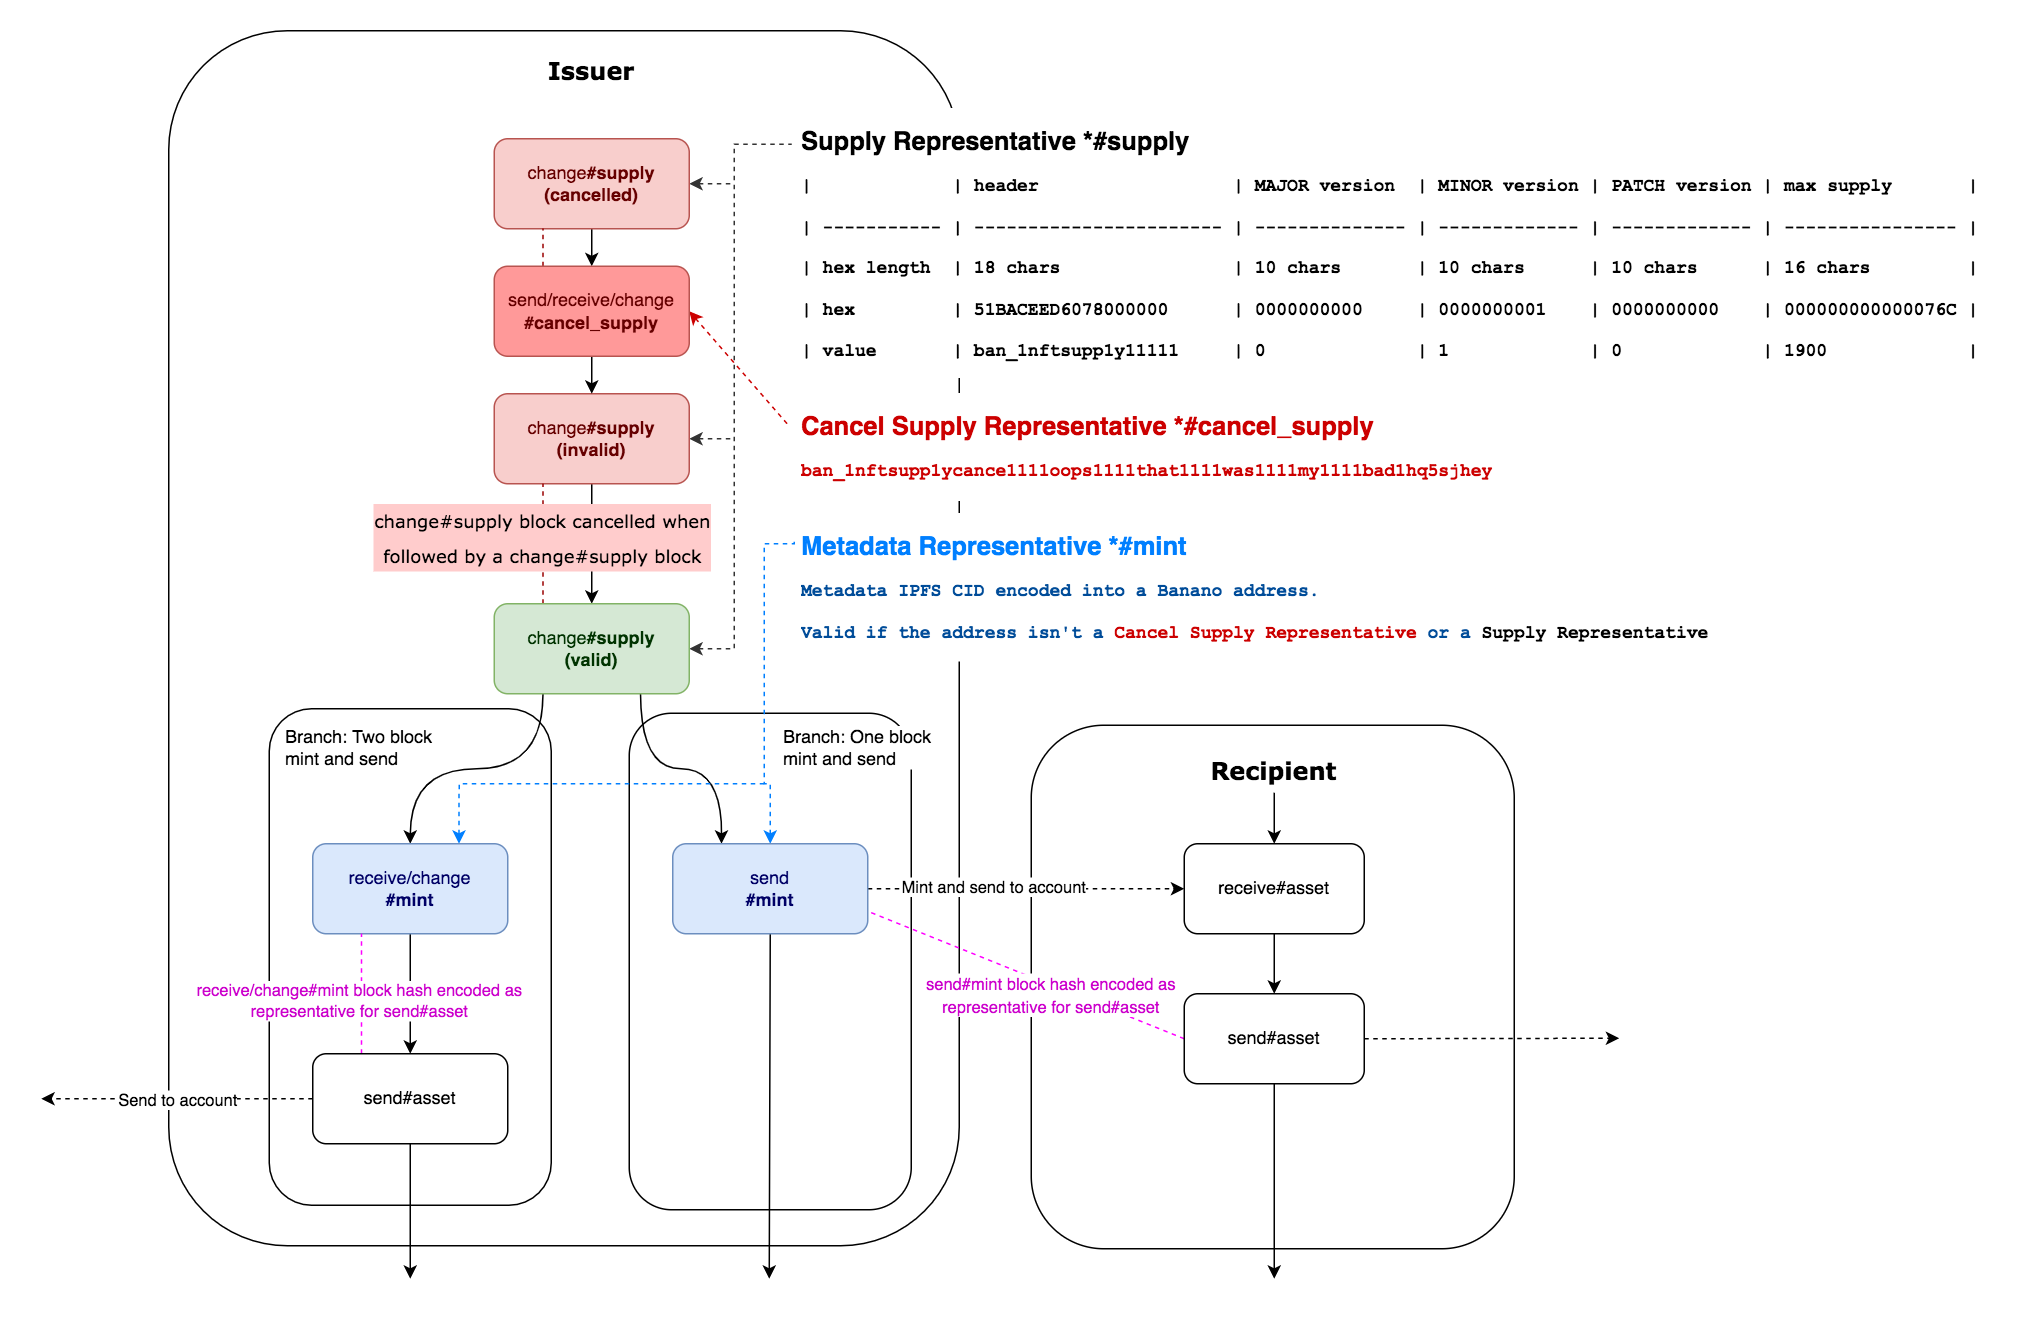 Issuer
change#supply
(cancelled)
send/receive/change
#cancel_supply
change#supply
(invalid)
change#supply block cancelled when
followed by a change#supply block
change#supply
(valid)
Supply Representative *#supply
|           | header                | MAJOR version  | MINOR version | PATCH version | max supply       |
| ----------- | ----------------------- | -------------- | ------------- | ------------- | ---------------- |
| hex length  | 18 chars                | 10 chars       | 10 chars      | 10 chars      | 16 chars         |
| hex         | 51BACEED6078000000      | 0000000000     | 0000000001    | 0000000000    | 000000000000076C |
| value       | ban_1nftsupp1y11111     | 0              | 1             | 0             | 1900             |
Cancel Supply Representative *#cancel_supply
ban_1nftsupp1ycance1111oops1111that1111was1111my1111bad1hq5sjhey
Metadata Representative *#mint
Metadata IPFS CID encoded into a Banano address.
Valid if the address isn't a Cancel Supply Representative or a Supply Representative
Branch: Two block
mint and send
receive/change
#mint
receive/change#mint block hash encoded as
representative for send#asset
send#asset
Send to account
Branch: One block
mint and send
send
#mint
Mint and send to account
send#mint block hash encoded as
representative for send#asset
Recipient
receive#asset
send#asset